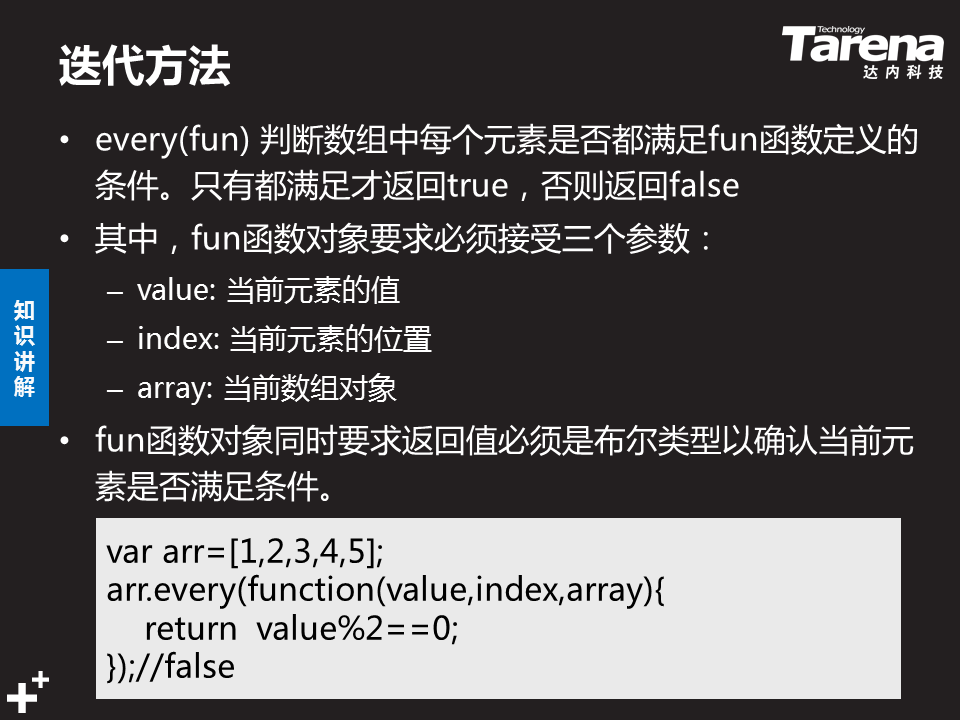 迭代方法
Technology
Tarena
达内科技
• every(fun) 判断数组中每个元素是否都满足fun函数定义的
条件。只有都满足才返回true，否则返回false
• 其中，fun函数对象要求必须接受三个参数：
– value: 当前元素的值
– index: 当前元素的位置
– array: 当前数组对象
知识讲解
• fun函数对象同时要求返回值必须是布尔类型以确认当前元
素是否满足条件。
var arr=[1,2,3,4,5];
arr.every(function(value,index,array){
return value%2==0;
});//false